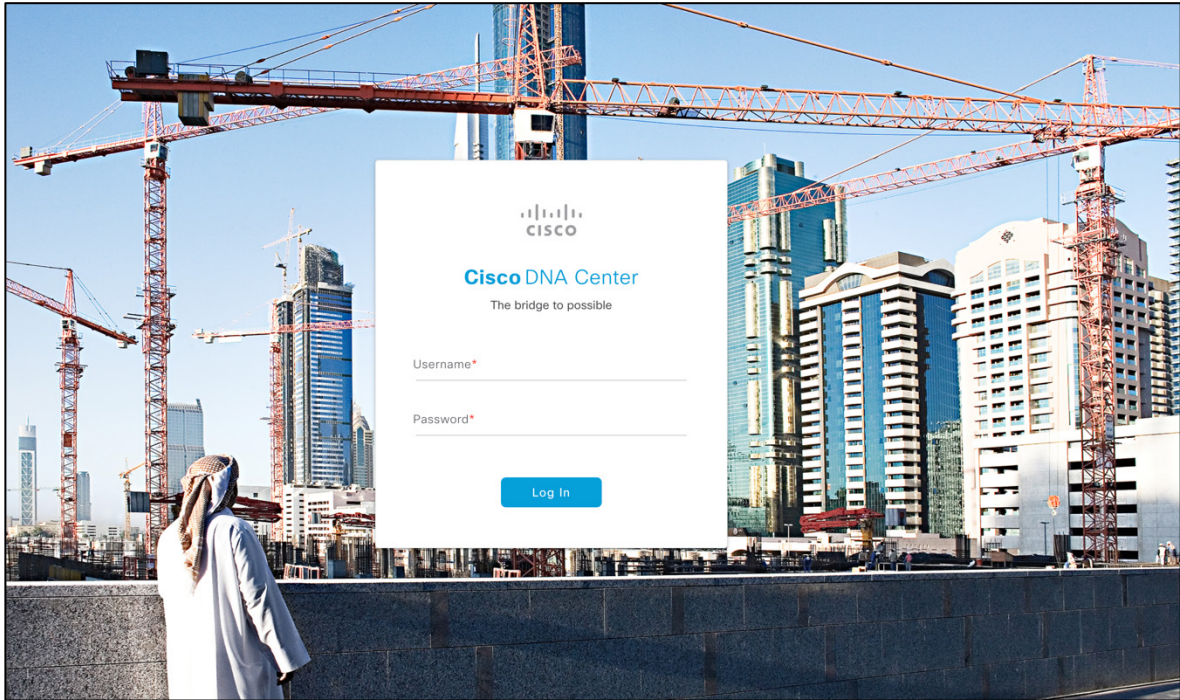 CISCO
Cisco DNA Center
The bridge to possible
Username*
Password*
Log In